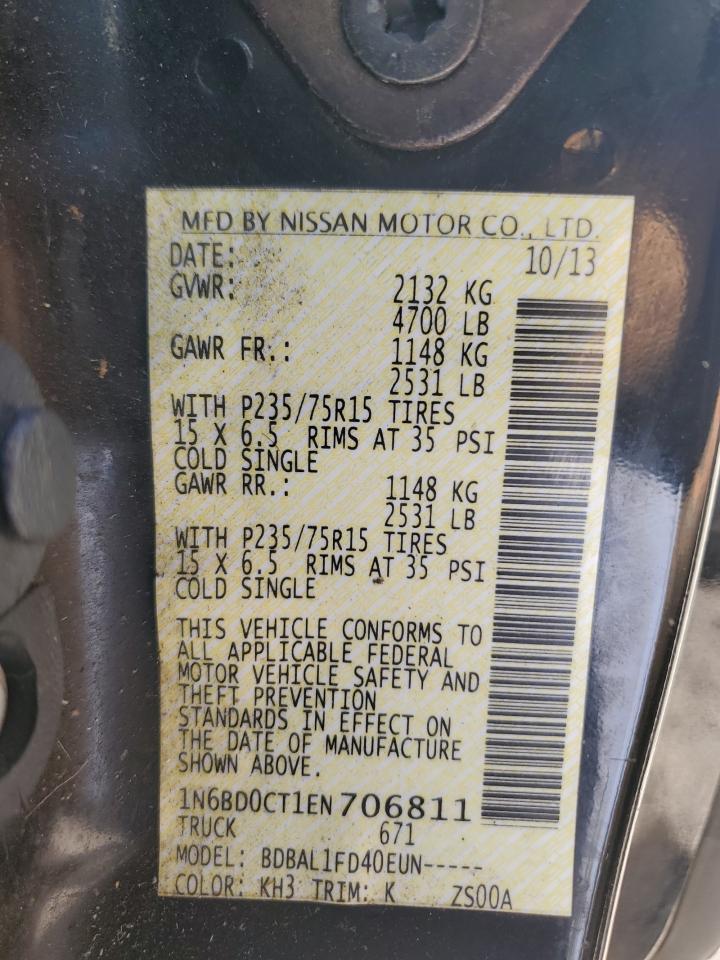 MFD BY NISSAN MOTOR CO., LTD.
DATE: 10/13
GVWR: 2132 KG
4700 LB
GAWR FR.: 1148 KG
2531 LB
WITH P235/75R15 TIRES
15 X 6.5 RIMS AT 35 PSI
COLD SINGLE
GAWR RR.: 1148 KG
2531 LB
WITH P235/75R15 TIRES
15 X 6.5 RIMS AT 35 PSI
COLD SINGLE
THIS VEHICLE CONFORMS TO
ALL APPLICABLE FEDERAL
MOTOR VEHICLE SAFETY AND
THEFT PREVENTION
STANDARDS IN EFFECT ON
THE DATE OF MANUFACTURE
SHOWN ABOVE.
1N6BD0CT1EN706811
TRUCK 671
MODEL: BDBAL1FD40EUN-----
COLOR: KH3 TRIM: K ZS00A